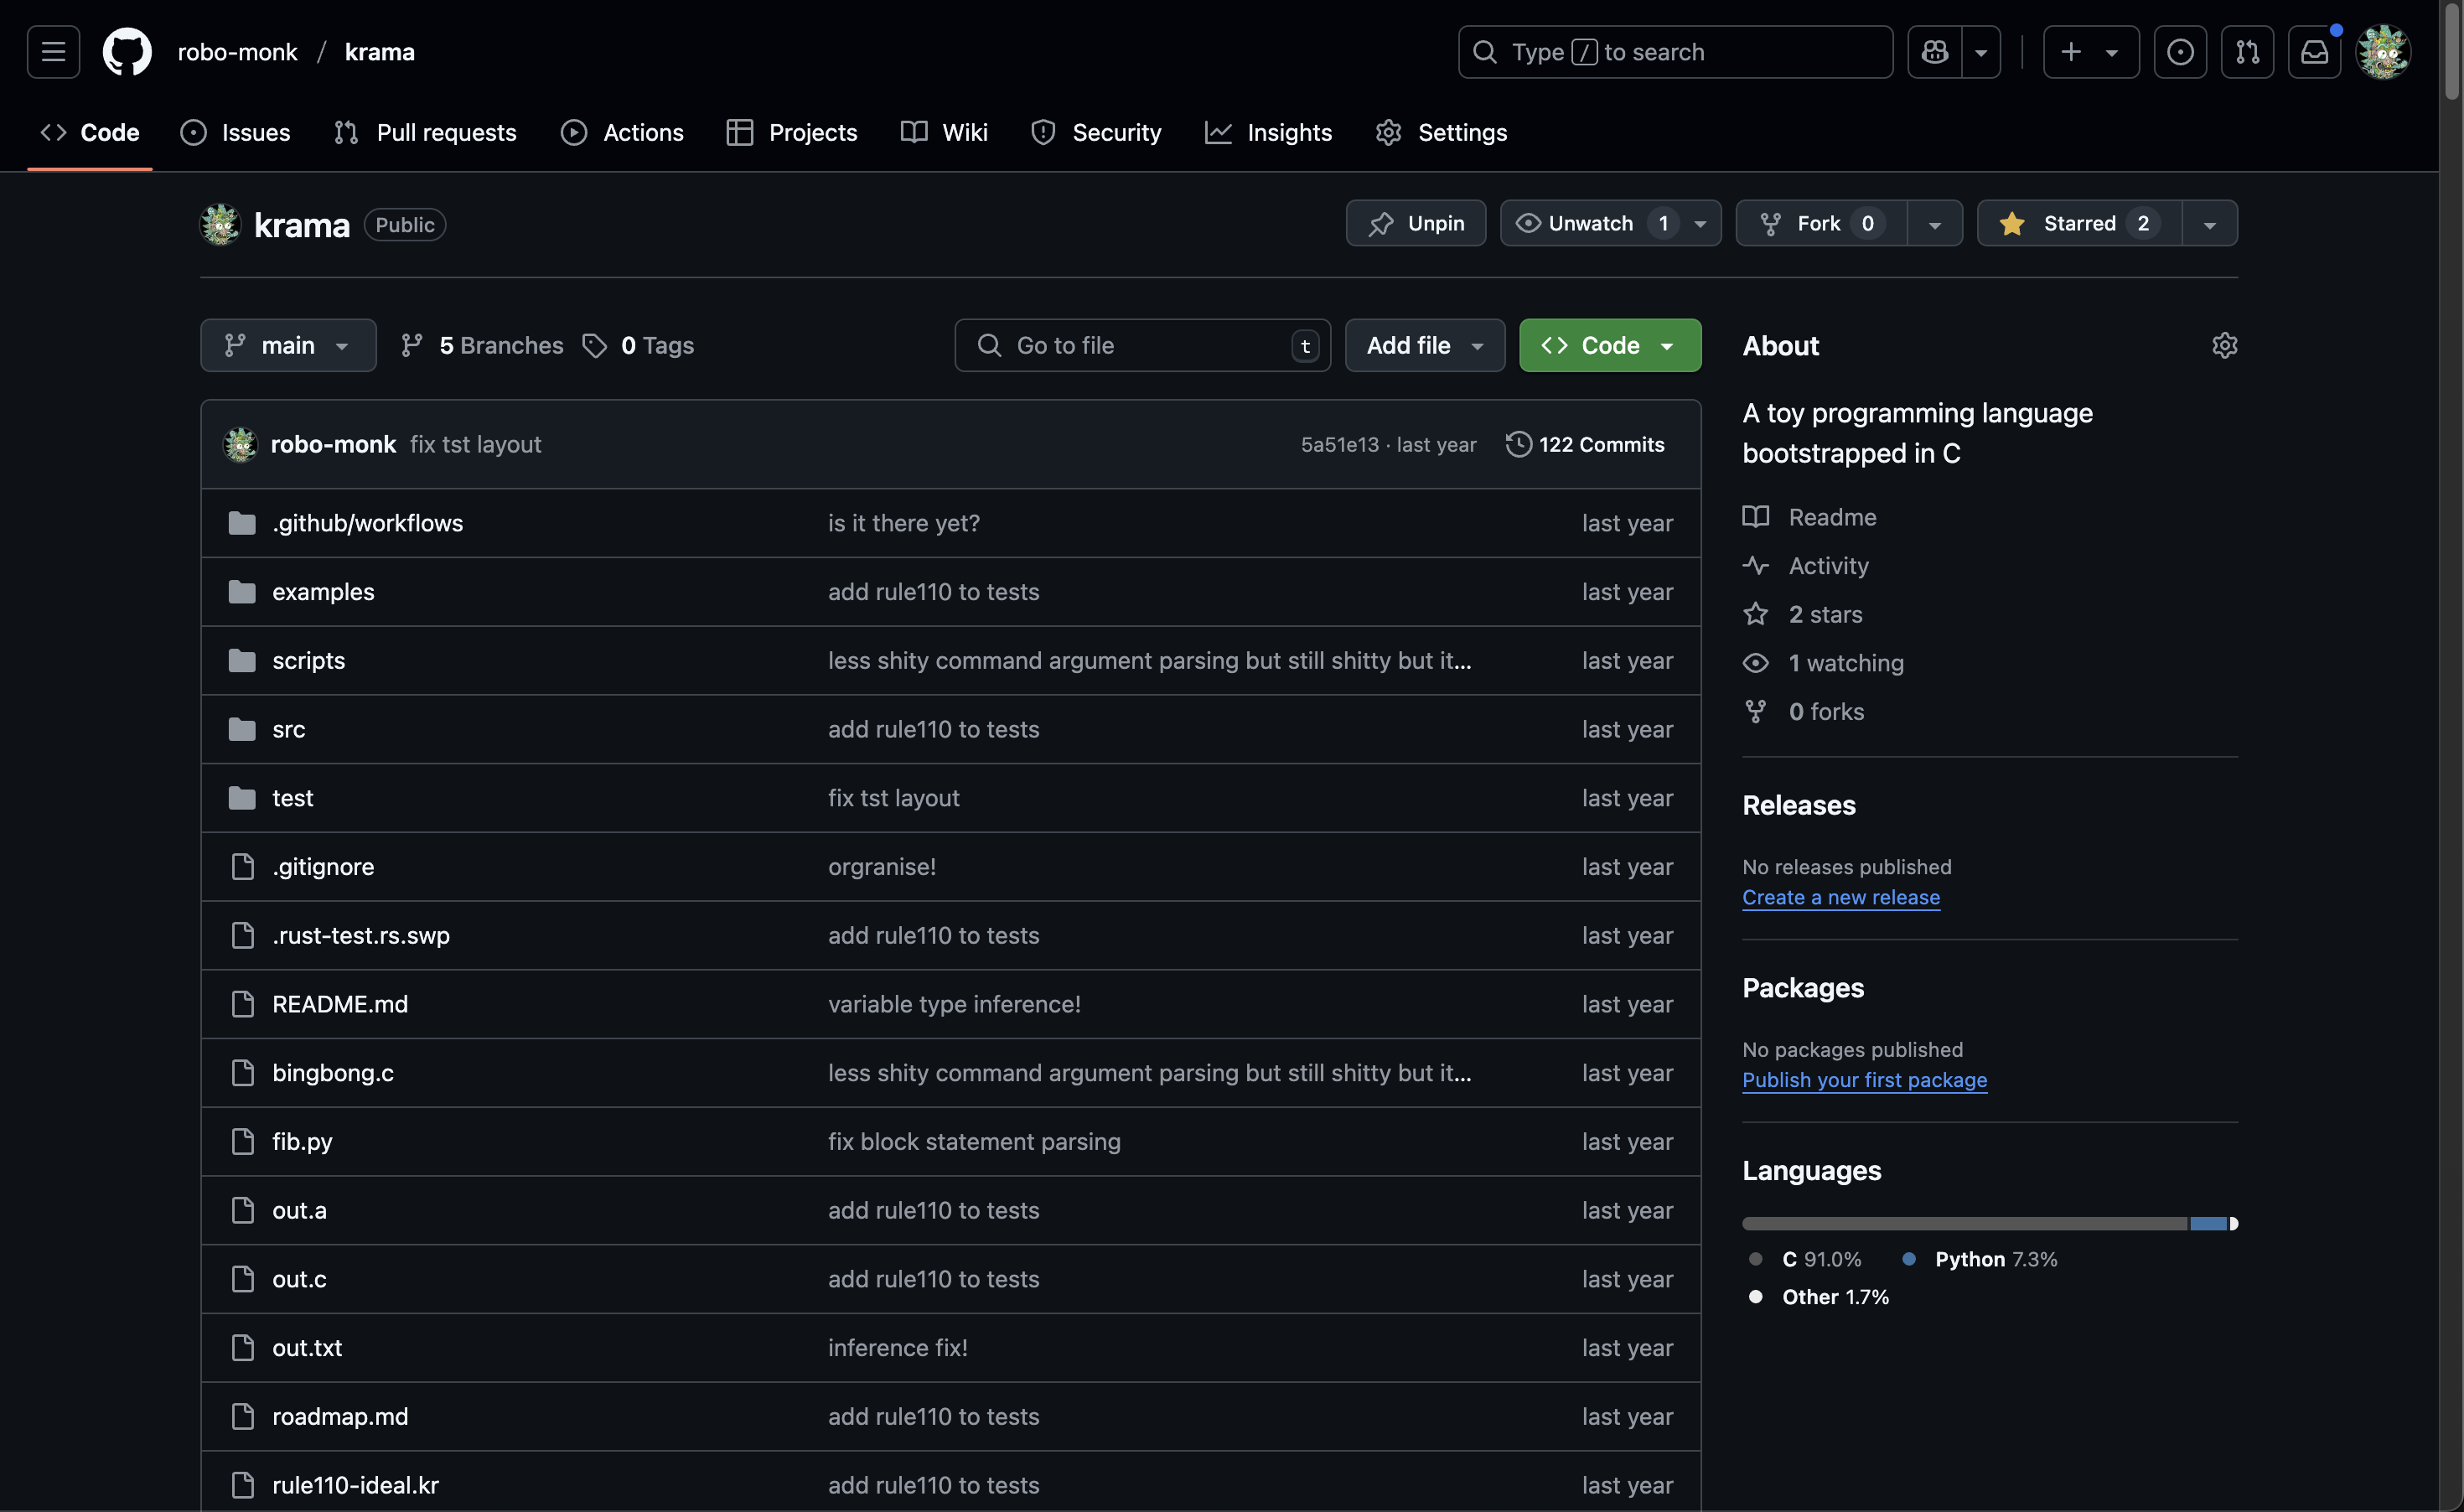 robo-monk / krama
Type / to search
Code Issues Pull requests Actions Projects Wiki Security Insights Settings
krama Public
Unpin Unwatch 1 Fork 0 Starred 2
main 5 Branches 0 Tags
Go to file t Add file Code
robo-monk fix tst layout 5a51e13 · last year 122 Commits
.github/workflows is it there yet? last year
examples add rule110 to tests last year
scripts less shity command argument parsing but still shitty but it... last year
src add rule110 to tests last year
test fix tst layout last year
.gitignore orgranise! last year
.rust-test.rs.swp add rule110 to tests last year
README.md variable type inference! last year
bingbong.c less shity command argument parsing but still shitty but it... last year
fib.py fix block statement parsing last year
out.a add rule110 to tests last year
out.c add rule110 to tests last year
out.txt inference fix! last year
roadmap.md add rule110 to tests last year
rule110-ideal.kr add rule110 to tests last year
About
A toy programming language
bootstrapped in C
Readme
Activity
2 stars
1 watching
0 forks
Releases
No releases published
Create a new release
Packages
No packages published
Publish your first package
Languages
C 91.0% Python 7.3%
Other 1.7%